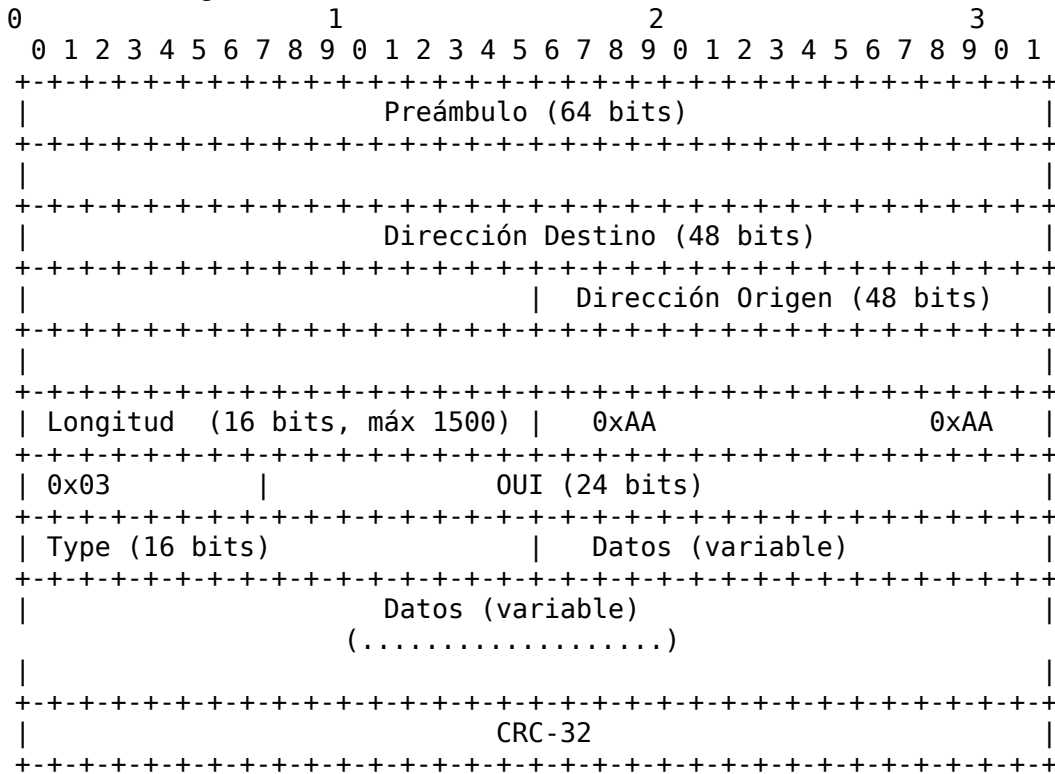 0                   1                   2                   3
 0 1 2 3 4 5 6 7 8 9 0 1 2 3 4 5 6 7 8 9 0 1 2 3 4 5 6 7 8 9 0 1
+-+-+-+-+-+-+-+-+-+-+-+-+-+-+-+-+-+-+-+-+-+-+-+-+-+-+-+-+-+-+-+-+
|                      Preámbulo (64 bits)                      |
+-+-+-+-+-+-+-+-+-+-+-+-+-+-+-+-+-+-+-+-+-+-+-+-+-+-+-+-+-+-+-+-+
|                                                               |
+-+-+-+-+-+-+-+-+-+-+-+-+-+-+-+-+-+-+-+-+-+-+-+-+-+-+-+-+-+-+-+-+
|                      Dirección Destino (48 bits)              |
+-+-+-+-+-+-+-+-+-+-+-+-+-+-+-+-+-+-+-+-+-+-+-+-+-+-+-+-+-+-+-+-+
|                               |  Dirección Origen (48 bits)   |
+-+-+-+-+-+-+-+-+-+-+-+-+-+-+-+-+-+-+-+-+-+-+-+-+-+-+-+-+-+-+-+-+
|                                                               |
+-+-+-+-+-+-+-+-+-+-+-+-+-+-+-+-+-+-+-+-+-+-+-+-+-+-+-+-+-+-+-+-+
| Longitud  (16 bits, máx 1500) |   0xAA                 0xAA   |
+-+-+-+-+-+-+-+-+-+-+-+-+-+-+-+-+-+-+-+-+-+-+-+-+-+-+-+-+-+-+-+-+
| 0x03          |              OUI (24 bits)                    |
+-+-+-+-+-+-+-+-+-+-+-+-+-+-+-+-+-+-+-+-+-+-+-+-+-+-+-+-+-+-+-+-+
| Type (16 bits)                |   Datos (variable)            |
+-+-+-+-+-+-+-+-+-+-+-+-+-+-+-+-+-+-+-+-+-+-+-+-+-+-+-+-+-+-+-+-+
|                      Datos (variable)                         |
                    (...................)
|                                                               |
+-+-+-+-+-+-+-+-+-+-+-+-+-+-+-+-+-+-+-+-+-+-+-+-+-+-+-+-+-+-+-+-+
|                             CRC-32                            |
+-+-+-+-+-+-+-+-+-+-+-+-+-+-+-+-+-+-+-+-+-+-+-+-+-+-+-+-+-+-+-+-+